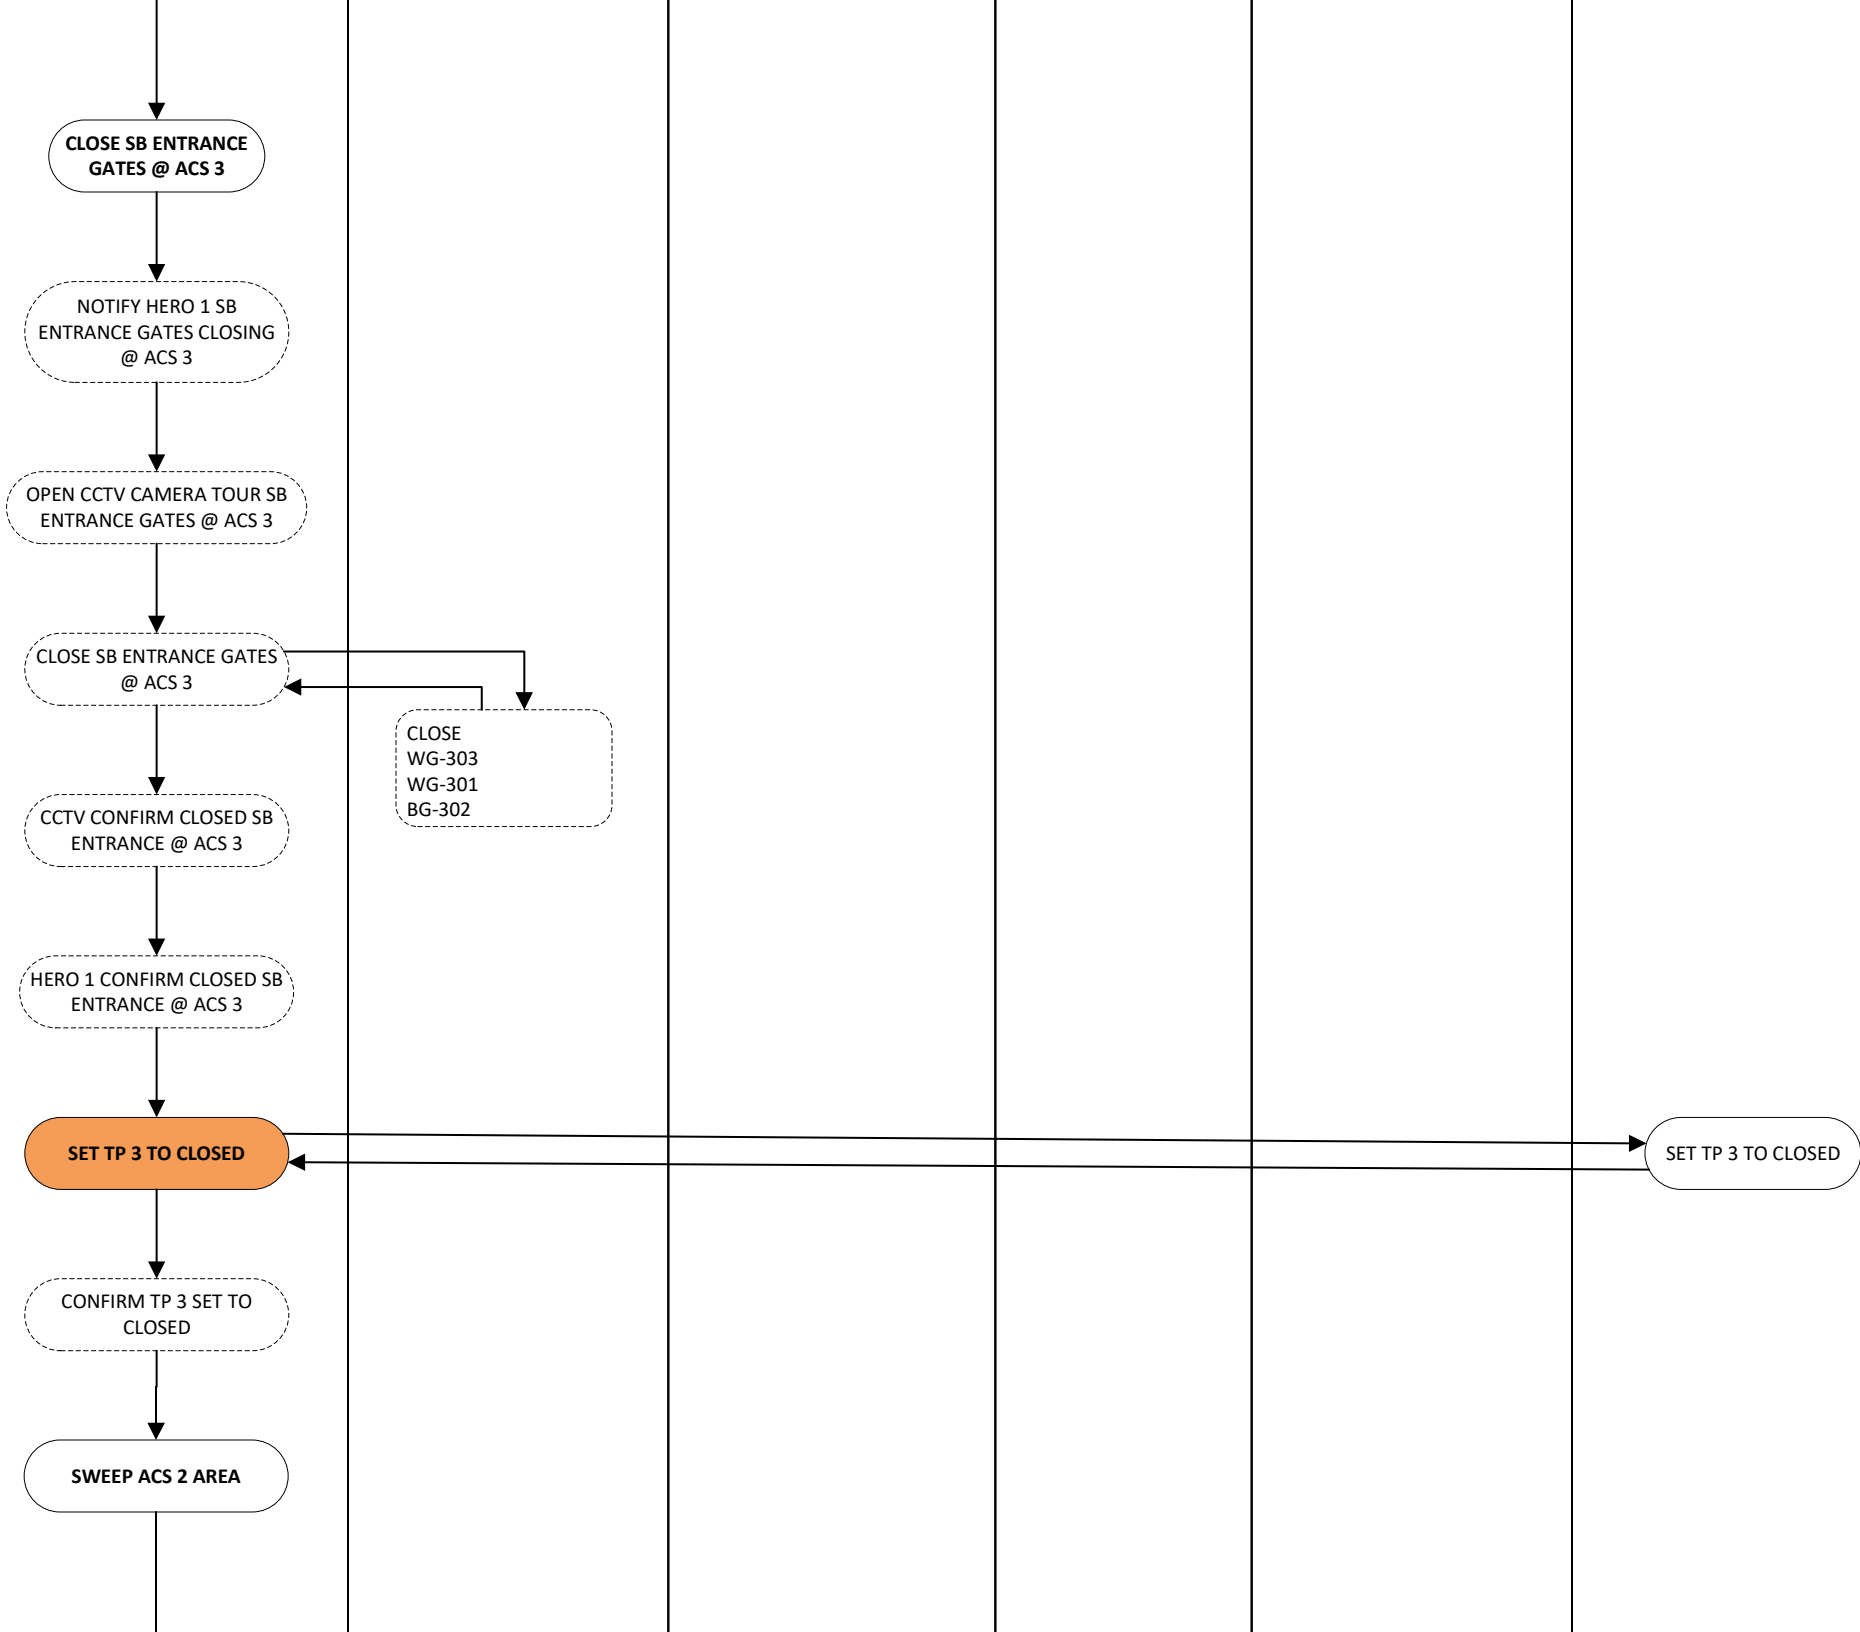 CLOSE SB ENTRANCE
GATES @ ACS 3
NOTIFY HERO 1 SB
ENTRANCE GATES CLOSING
@ ACS 3
OPEN CCTV CAMERA TOUR SB
ENTRANCE GATES @ ACS 3
CLOSE SB ENTRANCE GATES
@ ACS 3
CLOSE
WG-303
WG-301
BG-302
CCTV CONFIRM CLOSED SB
ENTRANCE @ ACS 3
HERO 1 CONFIRM CLOSED SB
ENTRANCE @ ACS 3
SET TP 3 TO CLOSED
SET TP 3 TO CLOSED
CONFIRM TP 3 SET TO
CLOSED
SWEEP ACS 2 AREA